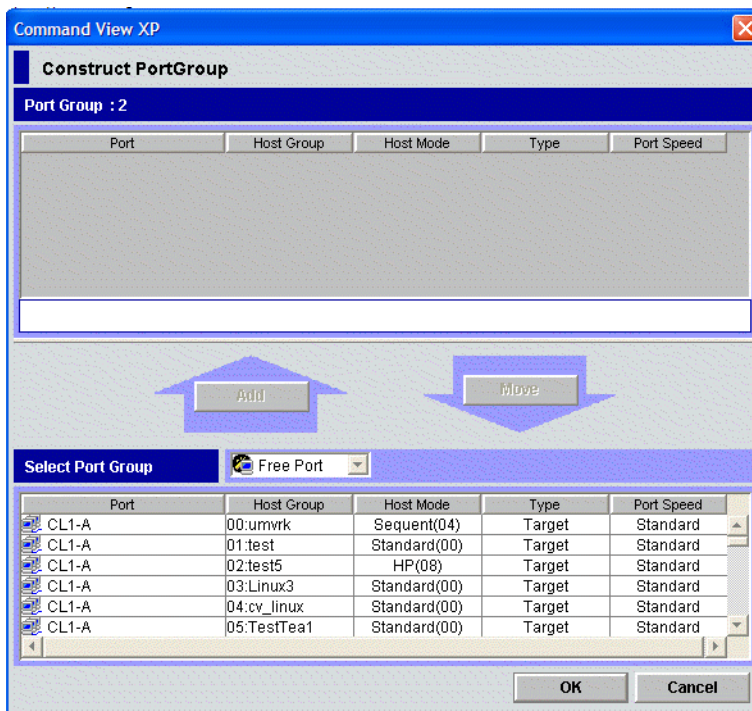 Command View XP
Construct PortGroup
Port Group : 2
Port Host Group Host Mode Type Port Speed
Add Move
Select Port Group Free Port
Port Host Group Host Mode Type Port Speed
CL1-A 00:umvrk Sequent(04) Target Standard
CL1-A 01:test Standard(00) Target Standard
CL1-A 02:test5 HP(08) Target Standard
CL1-A 03:Linux3 Standard(00) Target Standard
CL1-A 04:cv_linux Standard(00) Target Standard
CL1-A 05:TestTea1 Standard(00) Target Standard
OK Cancel